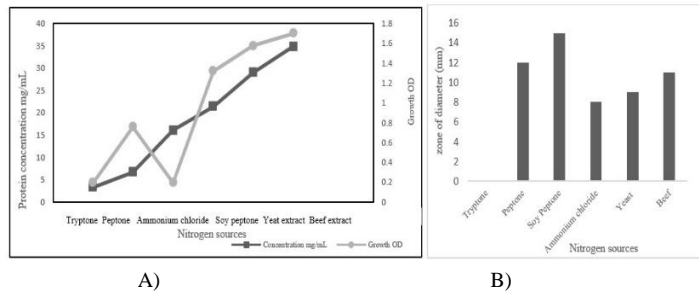 Protein concentration mg/mL
40
35
30
25
20
15
10
5
0
1.8
1.6
1.4
1.2
1
0.8
0.6
0.4
0.2
0
Growth OD
Tryptone Peptone Ammonium chloride Soy peptone Yeast extract Beef extract
Nitrogen sources
Concentration mg/mL Growth OD
zone of diameter (mm)
16
14
12
10
8
6
4
2
0
Tryptone
Peptone
Soy Peptone
Ammonium chloride
Yeast
Beef
Nitrogen sources
A) B)